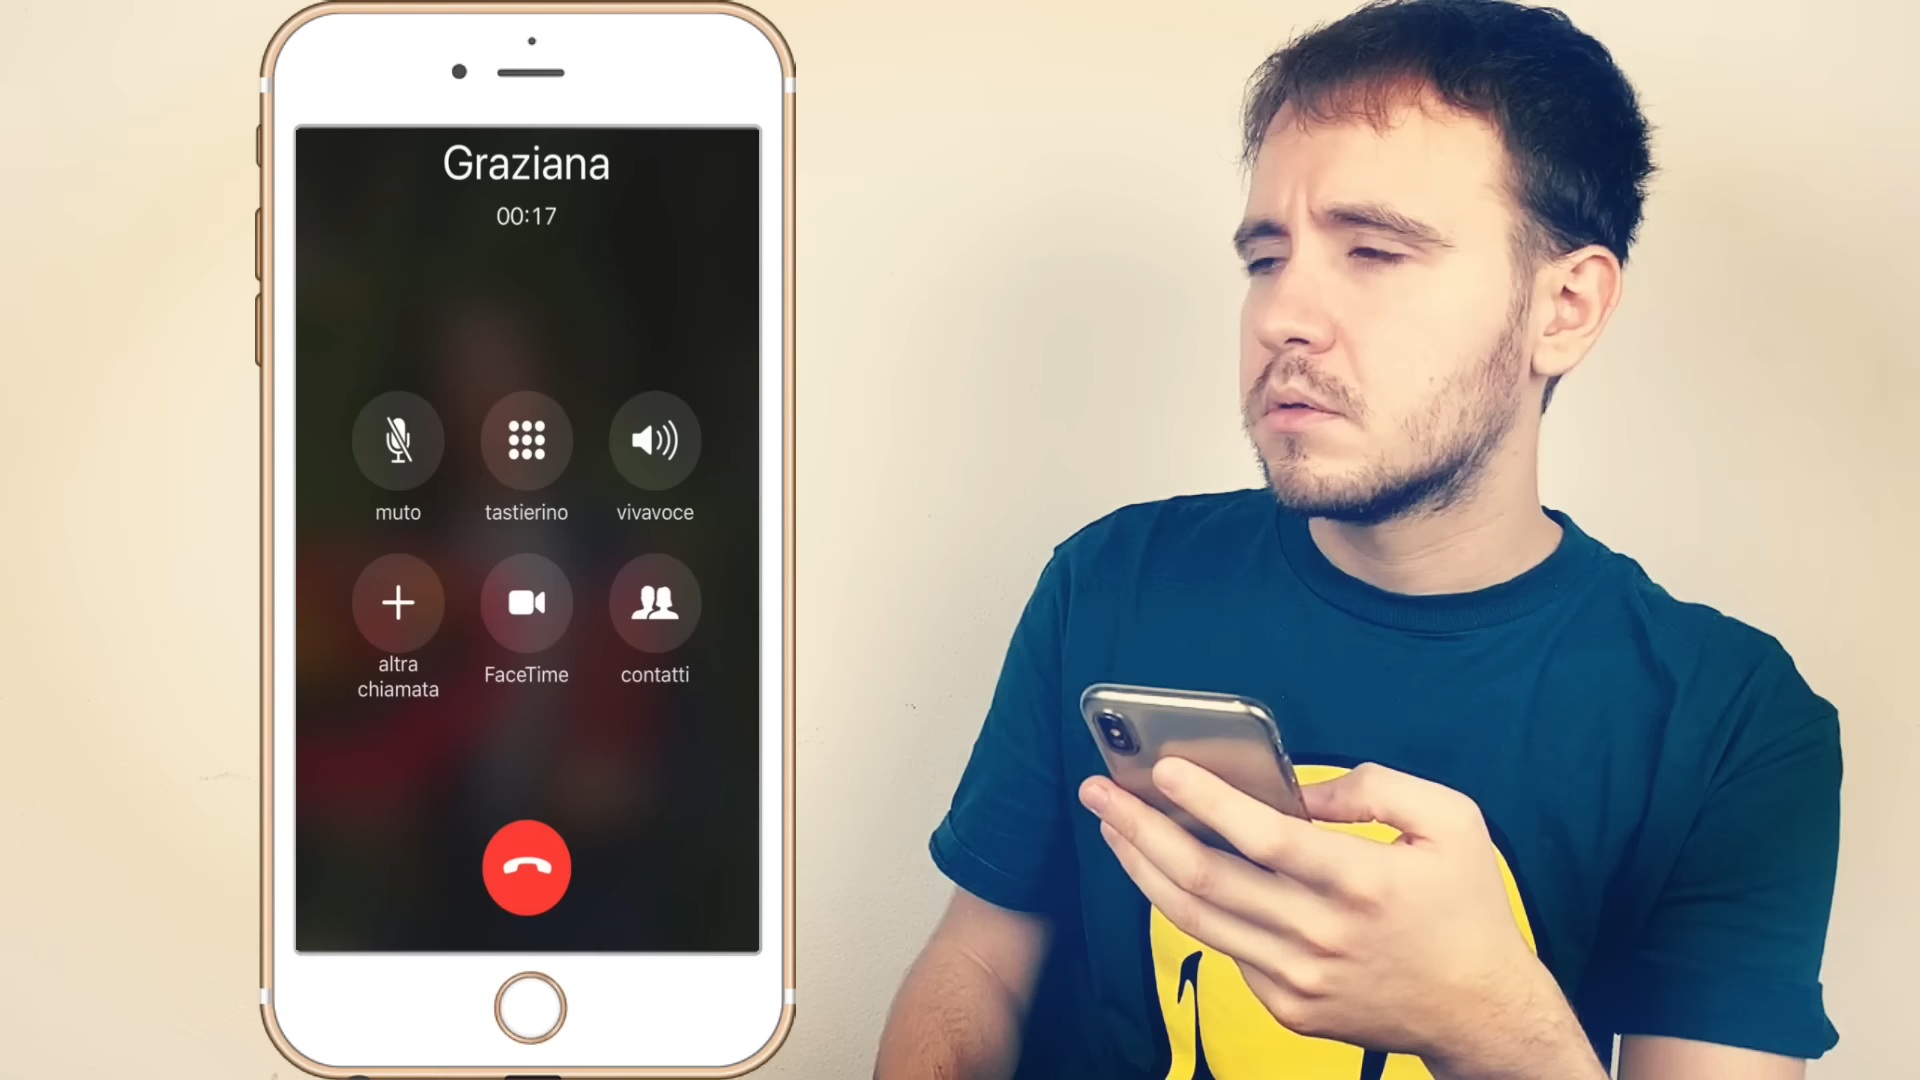 Graziana
00:17
muto
tastierino
vivavoce
altra
chiamata
FaceTime
contatti